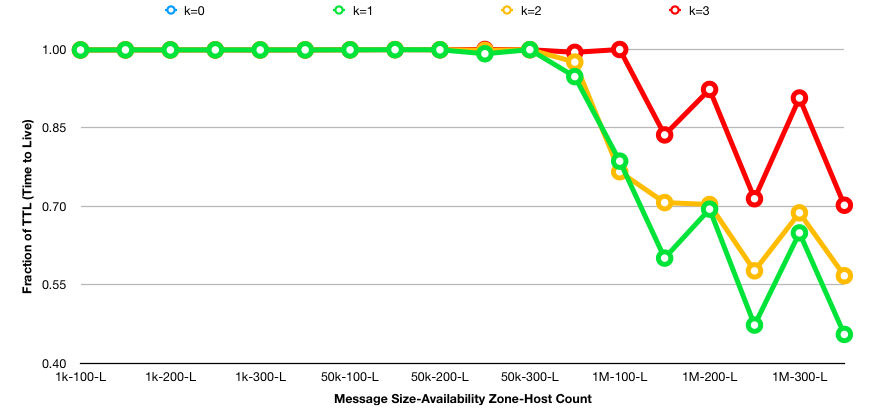 k=0 k=1 k=2 k=3
1.00
0.85
0.70
0.55
0.40
Fraction of TTL (Time to Live)
1k-100-L 1k-200-L 1k-300-L 50k-100-L 50k-200-L 50k-300-L 1M-100-L 1M-200-L 1M-300-L
Message Size-Availability Zone-Host Count